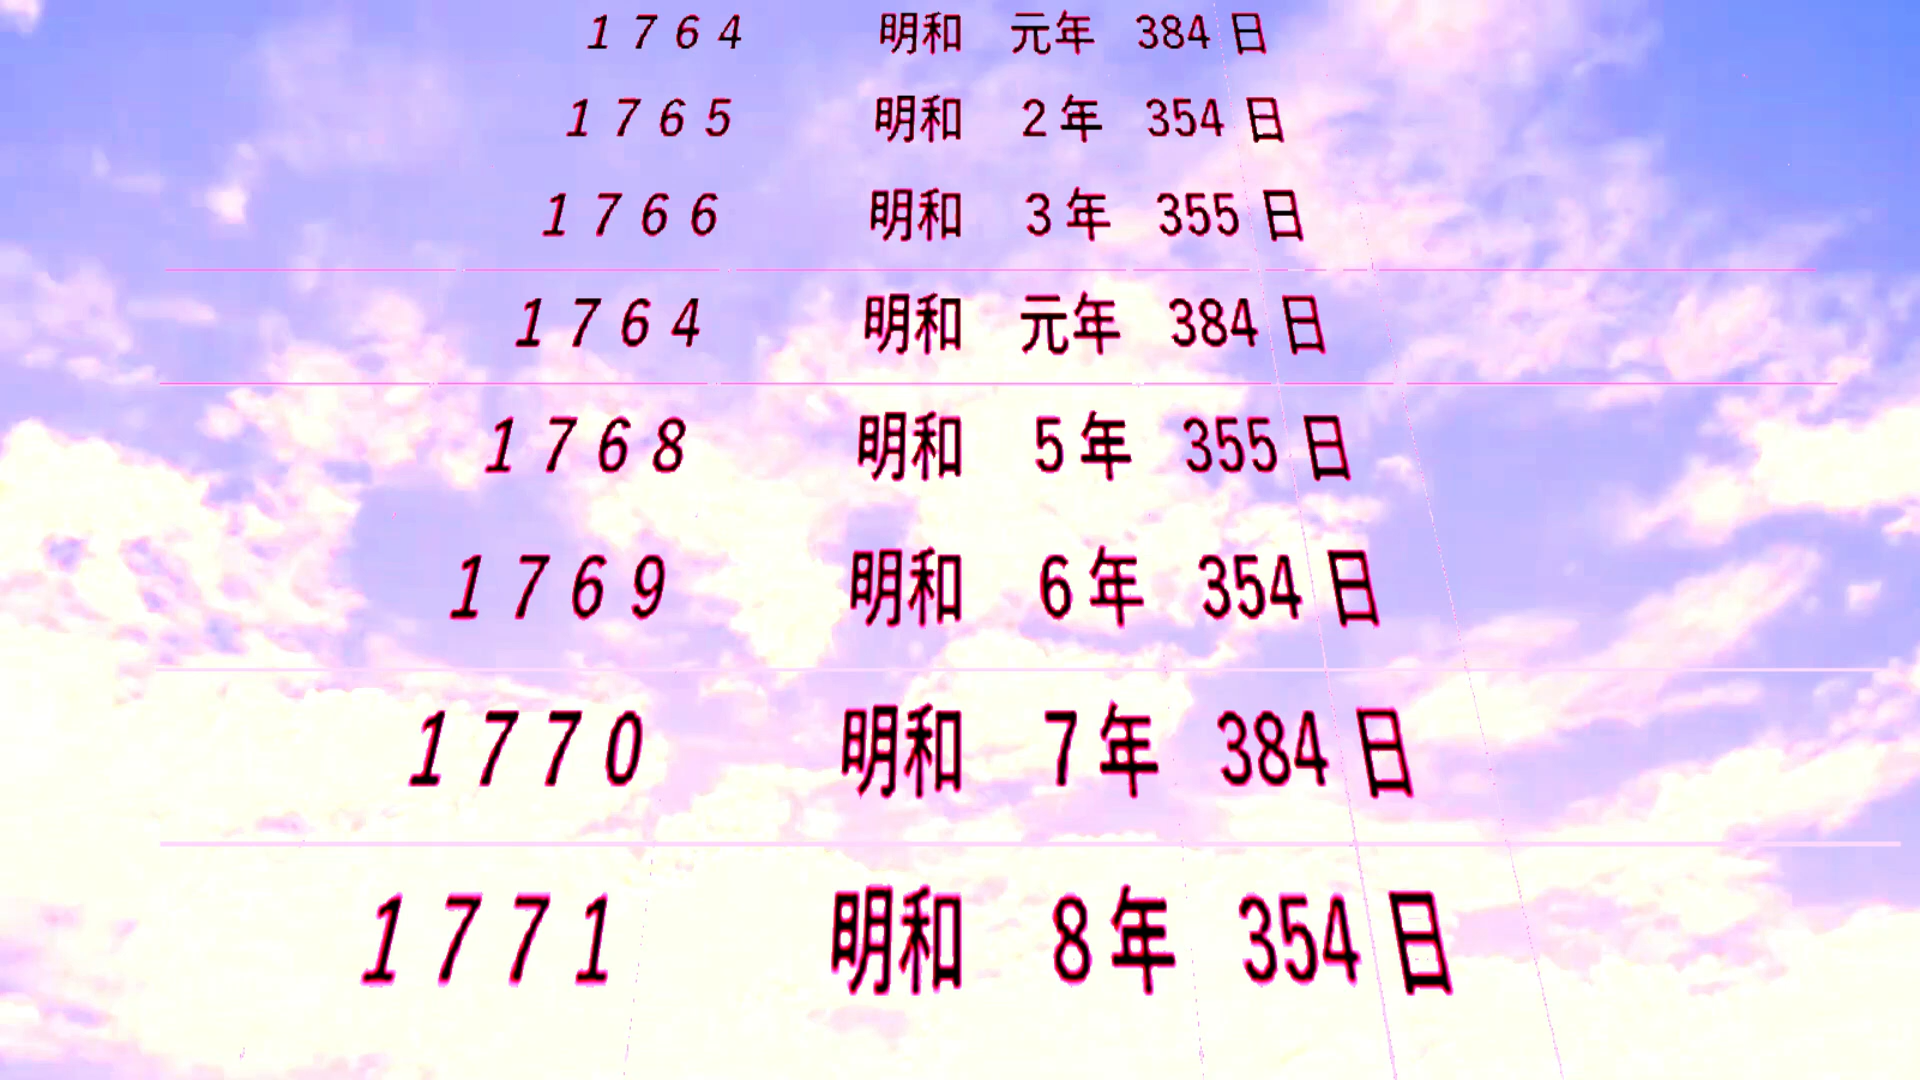 1764 明和 元年 384日
1765 明和 2年 354日
1766 明和 3年 355日
1764 明和 元年 384日
1768 明和 5年 355日
1769 明和 6年 354日
1770 明和 7年 384日
1771 明和 8年 354日